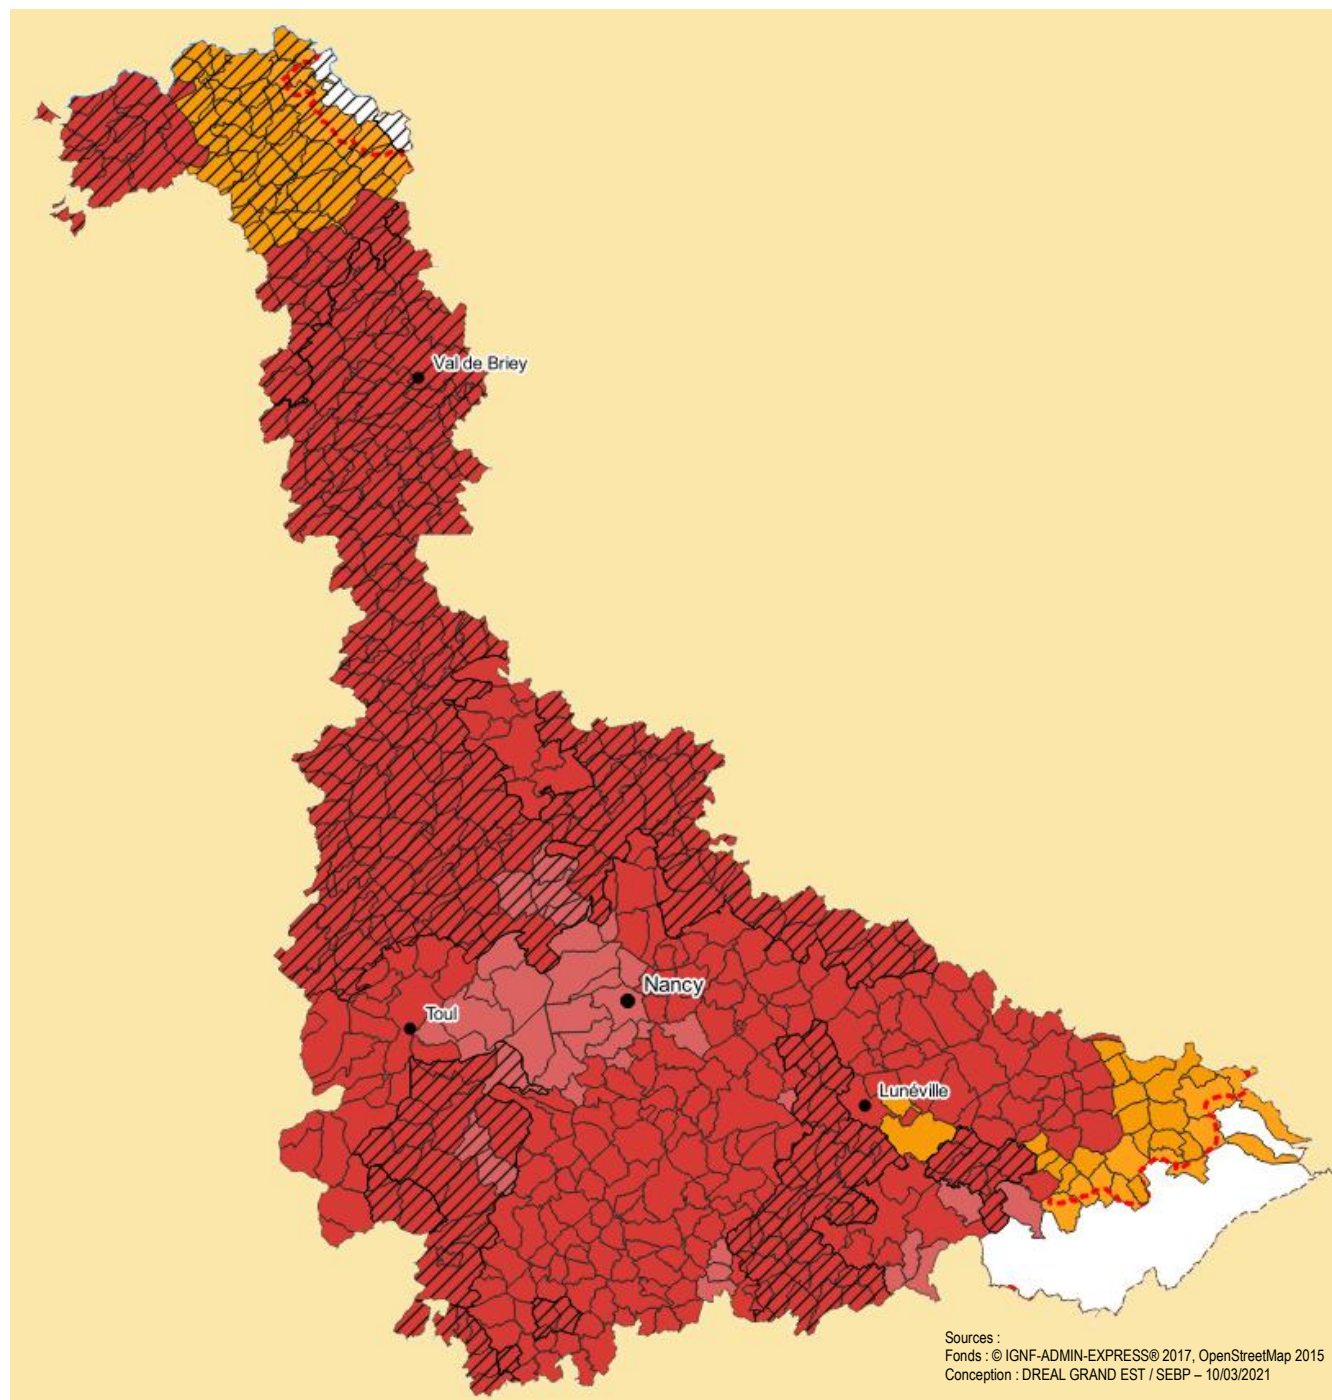 Val de Briey
Nancy
Toul
Lunéville
Sources :
Fonds : © IGNF-ADMIN-EXPRESS® 2017, OpenStreetMap 2015
Conception : DREAL GRAND EST / SEBP – 10/03/2021